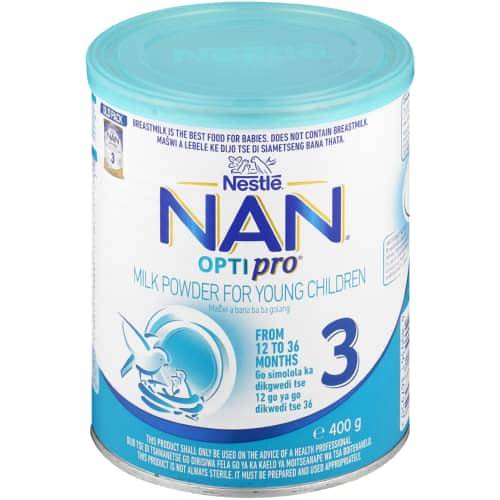 Nestlé
OLD PACK
3
BREASTMILK IS THE BEST FOOD FOR BABIES. DOES NOT CONTAIN BREASTMILK.
MAŠWI A LEBELE KE DIJO TSE DI SIAMETSENG BANA THATA.
Nestlé
NAN
OPTIpro
MILK POWDER FOR YOUNG CHILDREN
Mašwi a bana ba ba golang
FROM
12 TO 36
MONTHS
Go simolola ka
dikgwedi tse
12 go ya go
dikwedi tse 36
3
℮ 400 g
THIS PRODUCT SHALL ONLY BE USED ON THE ADVICE OF A HEALTH PROFESSIONAL.
THIS PRODUCT IS NOT ALWAYS STERILE. IT MUST BE PREPARED AND USED APPROPRIATELY.